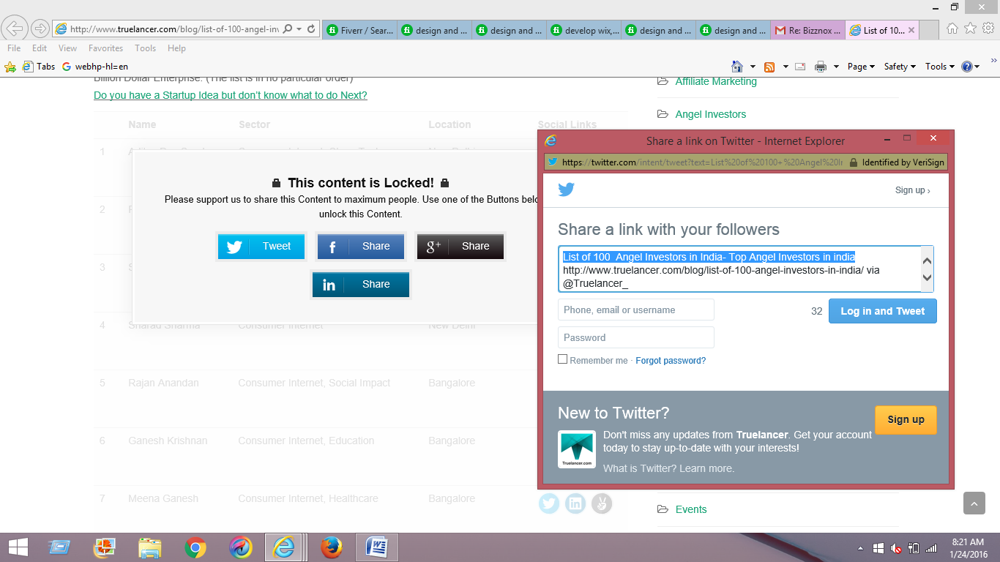 http://www.truelancer.com/blog/list-of-100-angel-inv
Fiverr / Sear...
design and ...
design and ...
develop wix,...
design and ...
design and ...
Re: Bizznox ...
List of 10...
File Edit View Favorites Tools Help
Tabs webhp-hl=en
Page Safety Tools
Billion Dollar Enterprise. (The list is in no particular order)
Do you have a Startup Idea but don't know what to do Next?
Name Sector Location Social Links
1
2
3
4 Sharad Sharma Consumer Internet New Delhi
5 Rajan Anandan Consumer Internet, Social Impact Bangalore
6 Ganesh Krishnan Consumer Internet, Education Bangalore
7 Meena Ganesh Consumer Internet, Healthcare Bangalore
This content is Locked!
Please support us to share this Content to maximum people. Use one of the Buttons belo
unlock this Content.
Tweet
f Share
g+ Share
in Share
Affiliate Marketing
Angel Investors
Events
Share a link on Twitter - Internet Explorer
https://twitter.com/intent/tweet?text=List%20of%20100+%20Angel%20I Identified by VeriSign
Sign up ›
Share a link with your followers
List of 100  Angel Investors in India- Top Angel Investors in india
http://www.truelancer.com/blog/list-of-100-angel-investors-in-india/ via
@Truelancer_
Phone, email or username
32 Log in and Tweet
Password
Remember me · Forgot password?
New to Twitter?
Sign up
Don't miss any updates from Truelancer. Get your account
today to stay up-to-date with your interests!
Truelancer.com
What is Twitter? Learn more.
8:21 AM
1/24/2016